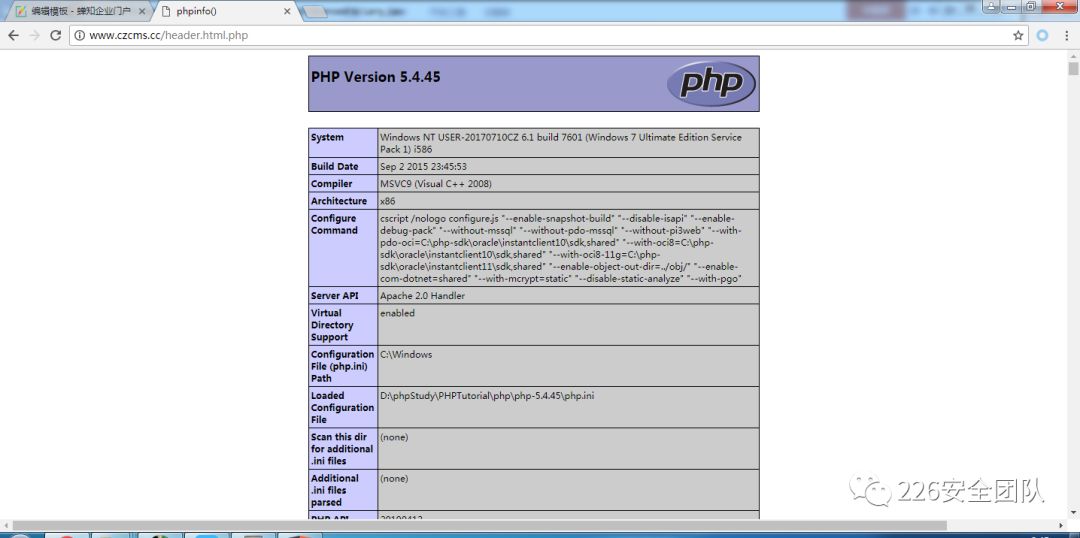 编辑模板 - 蝉知企业门户
phpinfo()
www.czcms.cc/header.html.php
PHP Version 5.4.45
php
System
Windows NT USER-20170710CZ 6.1 build 7601 (Windows 7 Ultimate Edition Service
Pack 1) i586
Build Date
Sep 2 2015 23:45:53
Compiler
MSVC9 (Visual C++ 2008)
Architecture
x86
Configure
Command
cscript /nologo configure.js "--enable-snapshot-build" "--disable-isapi" "--enable-
debug-pack" "--without-mssql" "--without-pdo-mssql" "--without-pi3web" "--with-
pdo-oci=C:\php-sdk\oracle\instantclient10\sdk,shared" "--with-oci8=C:\php-
sdk\oracle\instantclient10\sdk,shared" "--with-oci8-11g=C:\php-
sdk\oracle\instantclient11\sdk,shared" "--enable-object-out-dir=../obj/" "--enable-
com-dotnet=shared" "--with-mcrypt=static" "--disable-static-analyze" "--with-pgo"
Server API
Apache 2.0 Handler
Virtual
Directory
Support
enabled
Configuration
File (php.ini)
Path
C:\Windows
Loaded
Configuration
File
D:\phpStudy\PHPTutorial\php\php-5.4.45\php.ini
Scan this dir
for additional
.ini files
(none)
Additional
.ini files
parsed
(none)
PHP API
20100412
226安全团队